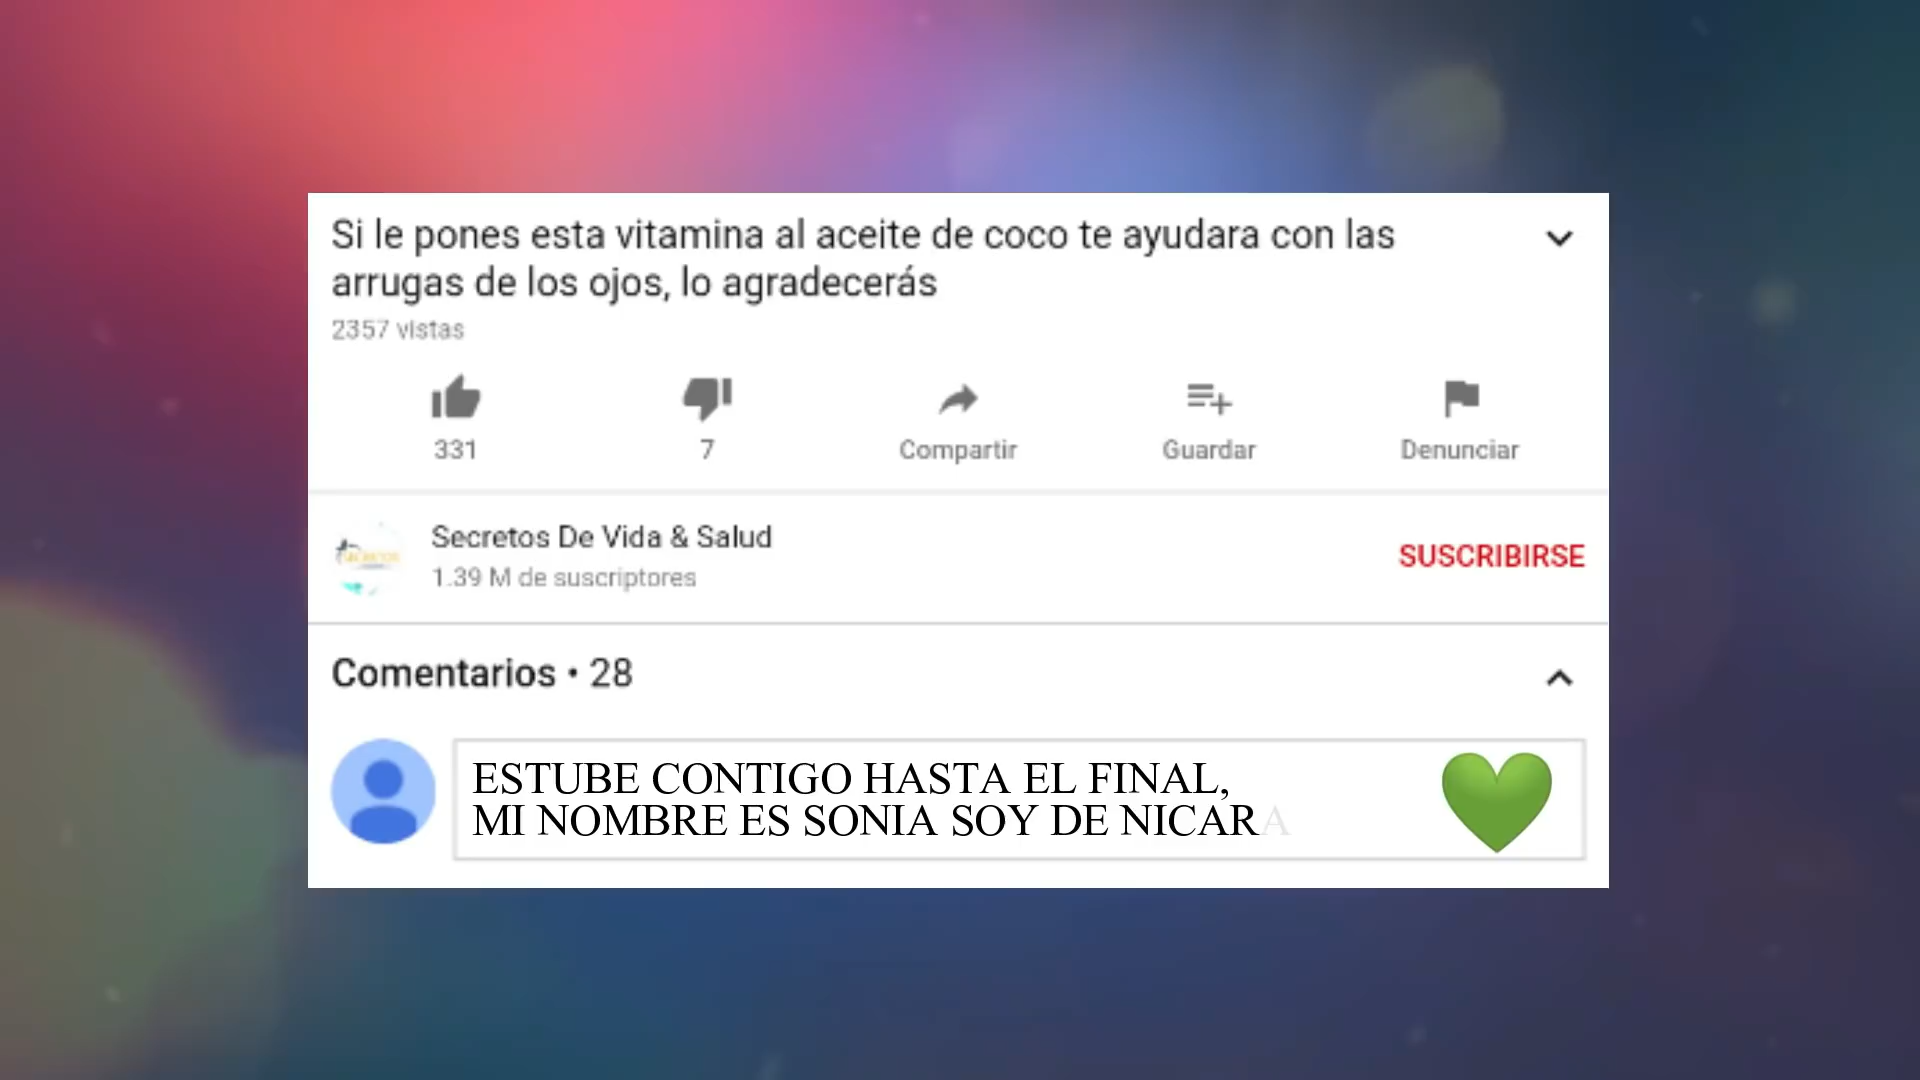 Si le pones esta vitamina al aceite de coco te ayudara con las
arrugas de los ojos, lo agradecerás
2357 vistas
331
7
Compartir
Guardar
Denunciar
Secretos De Vida & Salud
1.39 M de suscriptores
SUSCRIBIRSE
Comentarios • 28
ESTUBE CONTIGO HASTA EL FINAL,
MI NOMBRE ES SONIA SOY DE NICARA